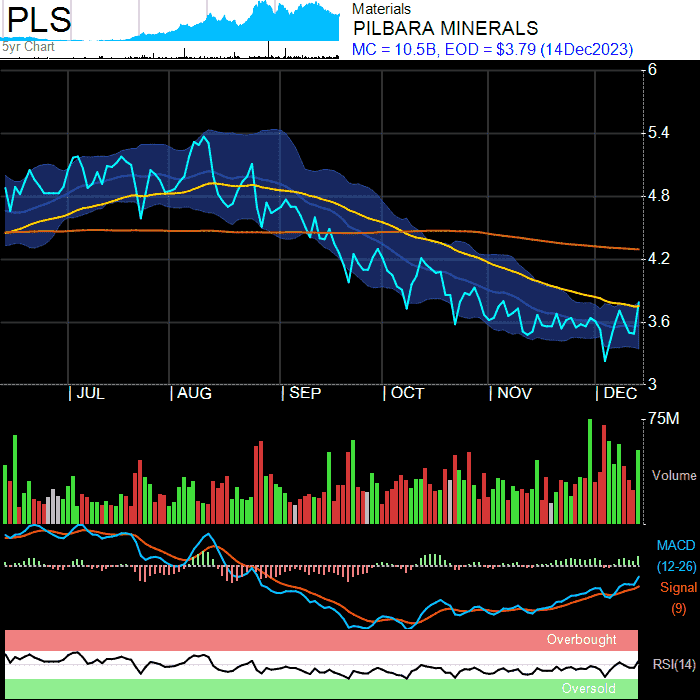 PLS
5yr Chart
Materials
PILBARA MINERALS
MC = 10.5B, EOD = $3.79 (14Dec2023)
6
5.4
4.8
4.2
3.6
3
JUL AUG SEP OCT NOV DEC
75M
Volume
MACD
(12-26)
Signal
(9)
Overbought
RSI(14)
Oversold